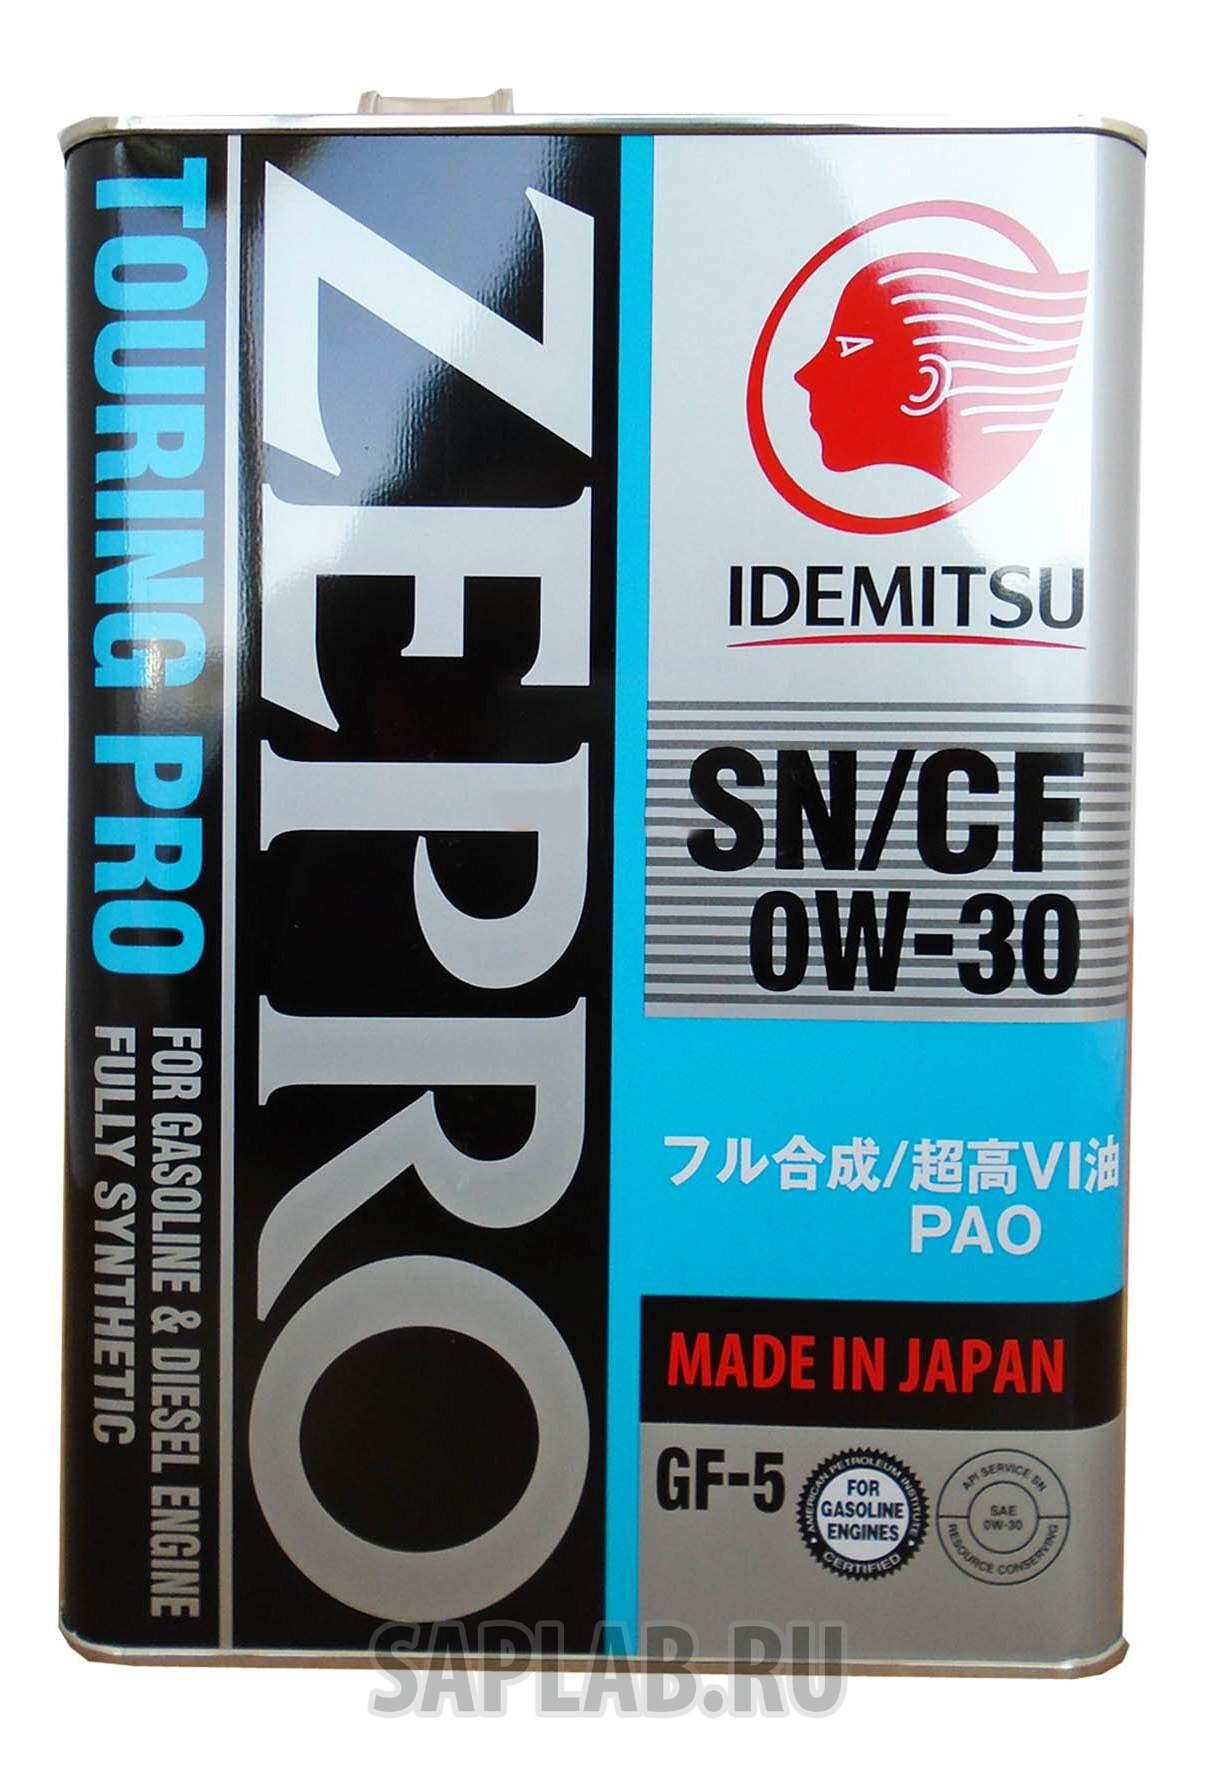 TOURING PRO
FOR GASOLINE & DIESEL ENGINE
FULLY SYNTHETIC
ZEPRO
IDEMITSU
SN/CF
0W-30
フル合成/超高VI油
PAO
MADE IN JAPAN
GF-5
AMERICAN PETROLEUM INSTITUTE
FOR
GASOLINE
ENGINES
CERTIFIED
API SERVICE SN
SAE
0W-30
RESOURCE CONSERVING
SAPLAB.RU